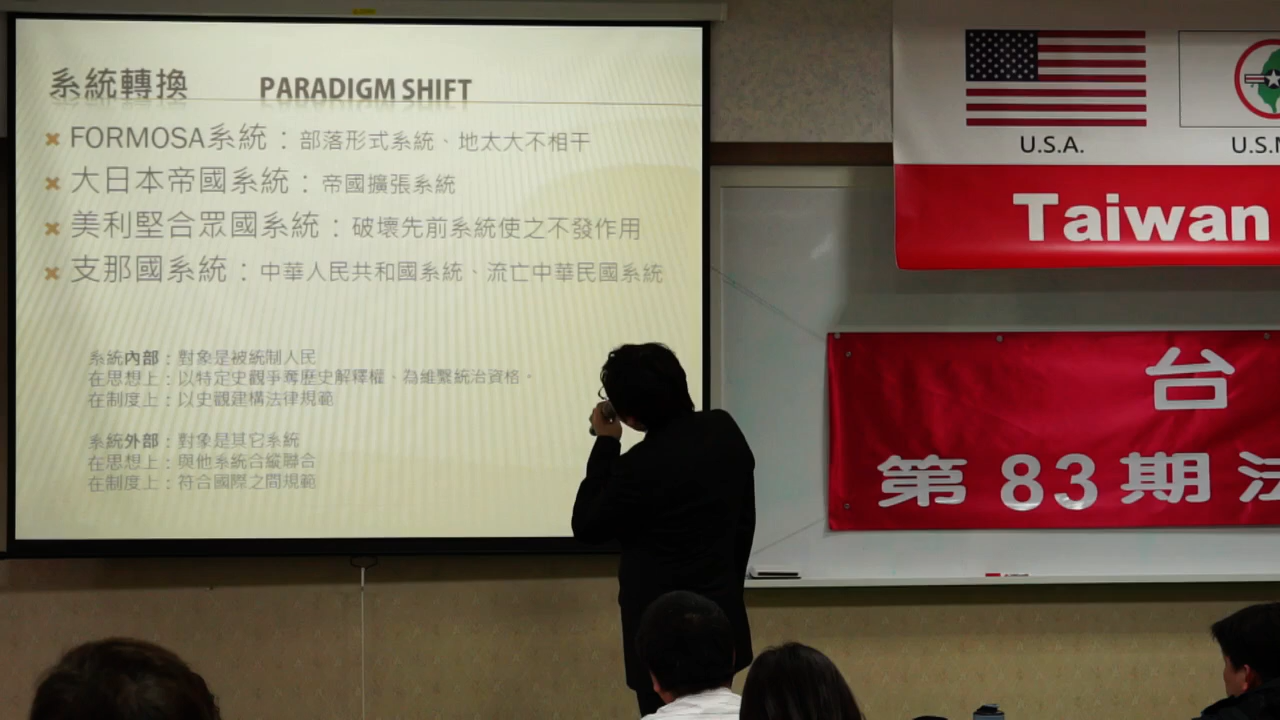 系統轉換 PARADIGM SHIFT
FORMOSA系統：部落形式系統、地太大不相干
大日本帝國系統：帝國擴張系統
美利堅合眾國系統：破壞先前系統使之不發作用
支那國系統：中華人民共和國系統、流亡中華民國系統
系統內部：對象是被統制人民
在思想上：以特定史觀爭奪歷史解釋權、為維繫統治資格。
在制度上：以史觀建構法律規範
系統外部：對象是其它系統
在思想上：與他系統合縱聯合
在制度上：符合國際之間規範
U.S.A.
U.S.
Taiwan
台
第 83 期